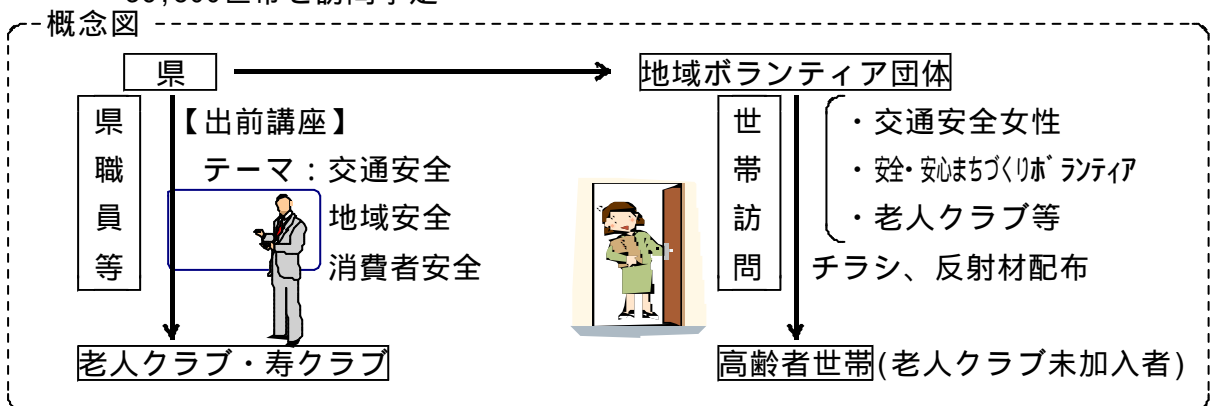 概念図
県
地域ボランティア団体
県職員等
【出前講座】
テーマ：交通安全
地域安全
消費者安全
世帯訪問
・交通安全女性
・安全・安心まちづくりボランティア
・老人クラブ等
チラシ、反射材配布
老人クラブ・寿クラブ
高齢者世帯(老人クラブ未加入者)